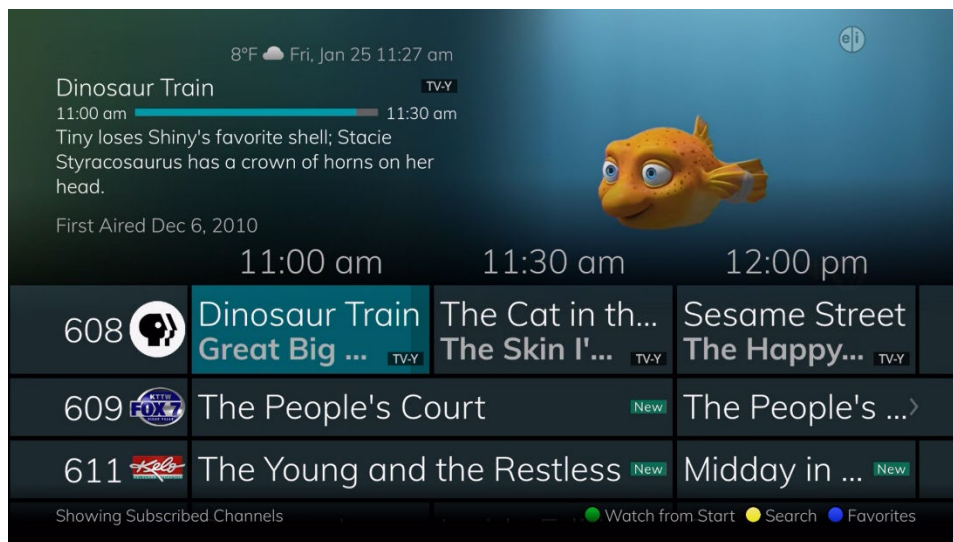 e|i
8°F Fri, Jan 25 11:27 am
Dinosaur Train TV-Y
11:00 am 11:30 am
Tiny loses Shiny's favorite shell; Stacie
Styracosaurus has a crown of horns on her
head.
First Aired Dec 6, 2010
11:00 am 11:30 am 12:00 pm
608 Dinosaur Train The Cat in th... Sesame Street
Great Big ... TV-Y The Skin I'... TV-Y The Happy... TV-Y
609 KTTW FOX 7 The People's Court New The People's ...
611 Kelo The Young and the Restless New Midday in ... New
Showing Subscribed Channels Watch from Start Search Favorites